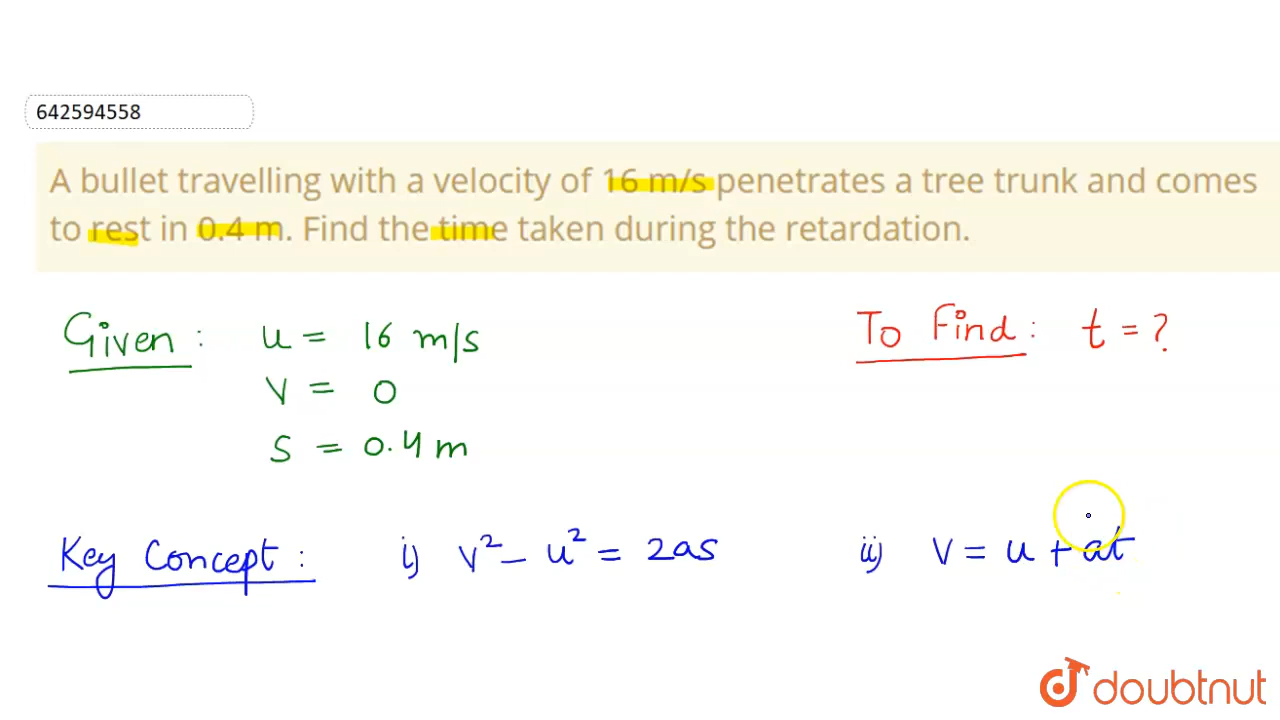 642594558
A bullet travelling with a velocity of 16 m/s penetrates a tree trunk and comes
to rest in 0.4 m. Find the time taken during the retardation.
Given : u = 16 m/s
To Find : t = ?
v = 0
s = 0.4 m
Key Concept : i) v² - u² = 2as ii) v = u + at
doubtnut